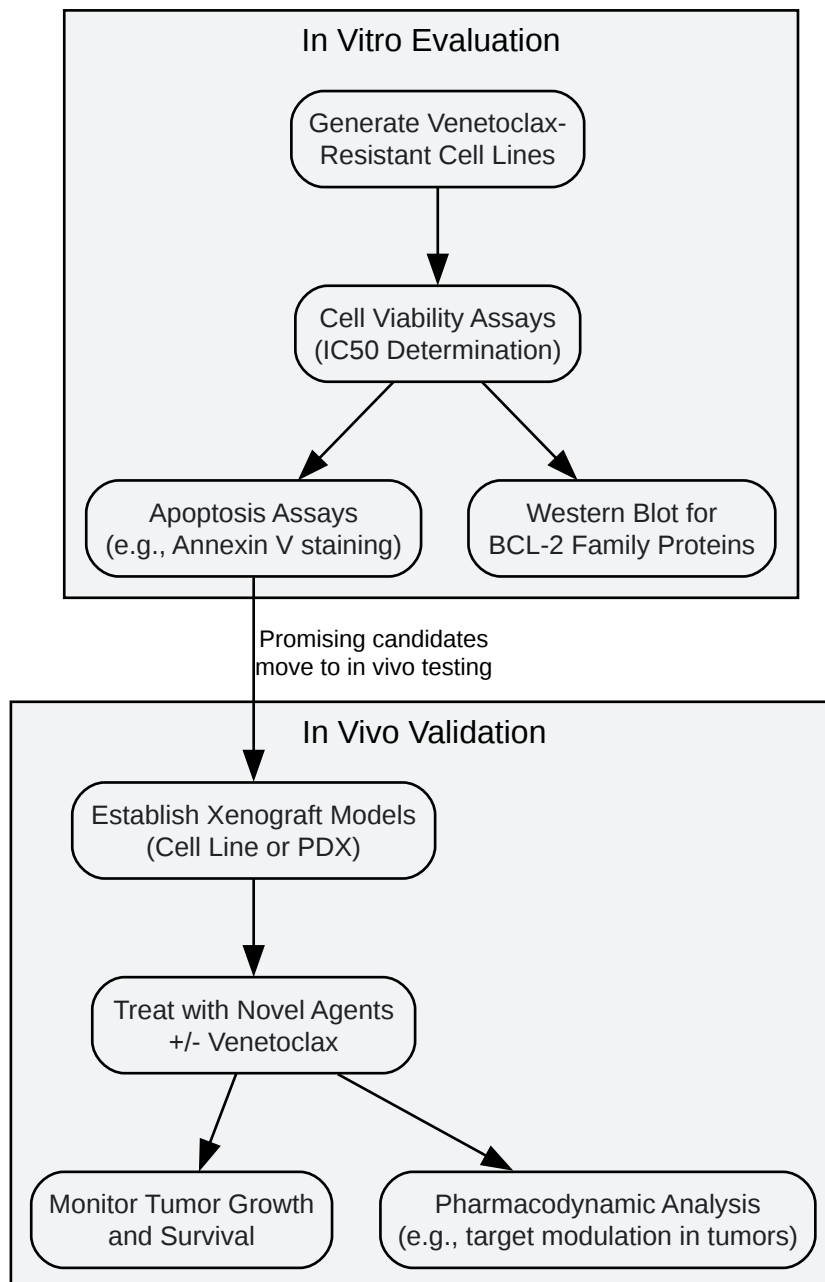 In Vitro Evaluation
Generate Venetoclax-
Resistant Cell Lines
Cell Viability Assays
(IC50 Determination)
Apoptosis Assays
(e.g., Annexin V staining)
Western Blot for
BCL-2 Family Proteins
Promising candidates
move to in vivo testing
In Vivo Validation
Establish Xenograft Models
(Cell Line or PDX)
Treat with Novel Agents
+/- Venetoclax
Monitor Tumor Growth
and Survival
Pharmacodynamic Analysis
(e.g., target modulation in tumors)